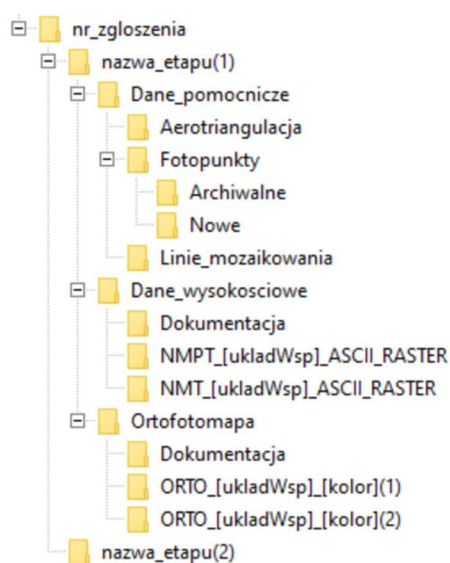 nr_zgloszenia
nazwa_etapu(1)
Dane_pomocnicze
Aerotriangulacja
Fotopunkty
Archiwalne
Nowe
Linie_mozaikowania
Dane_wysokosciowe
Dokumentacja
NMPT_[ukladWsp]_ASCII_RASTER
NMT_[ukladWsp]_ASCII_RASTER
Ortofotomapa
Dokumentacja
ORTO_[ukladWsp]_[kolor](1)
ORTO_[ukladWsp]_[kolor](2)
nazwa_etapu(2)